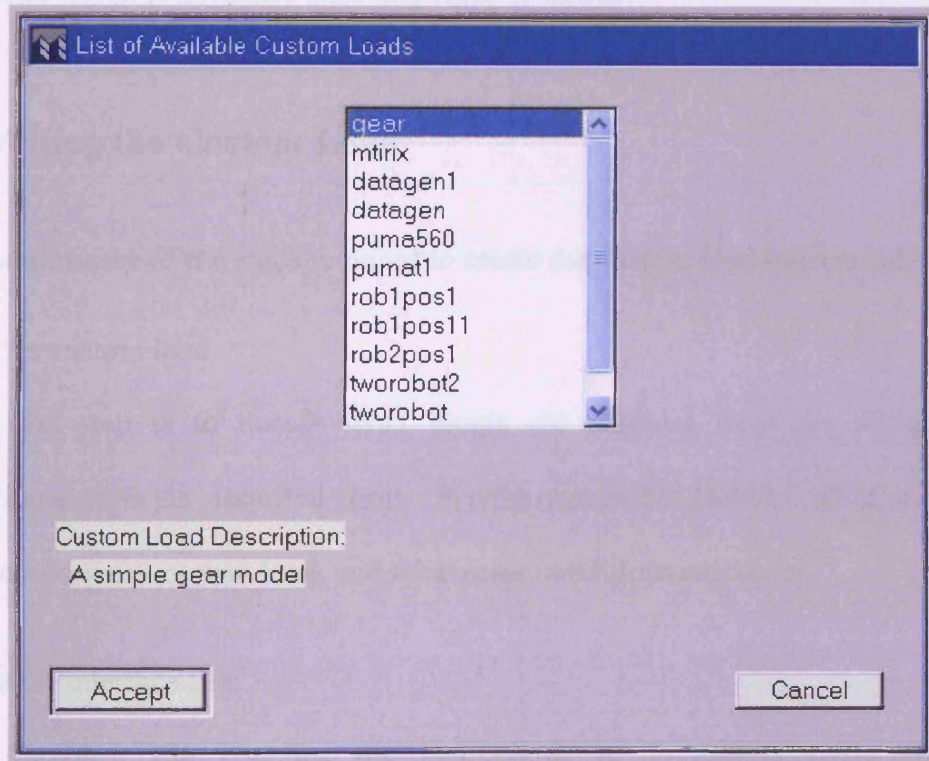 List of Available Custom Loads
gear
mtirix
datagen1
datagen
puma560
pumat1
rob1pos1
rob1pos11
rob2pos1
tworobot2
tworobot
Custom Load Description:
A simple gear model
Accept
Cancel